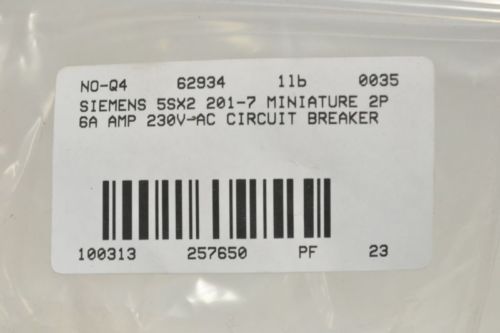 NO-Q4 62934 1lb 0035
SIEMENS 5SX2 201-7 MINIATURE 2P
6A AMP 230V~AC CIRCUIT BREAKER
100313 257650 PF 23